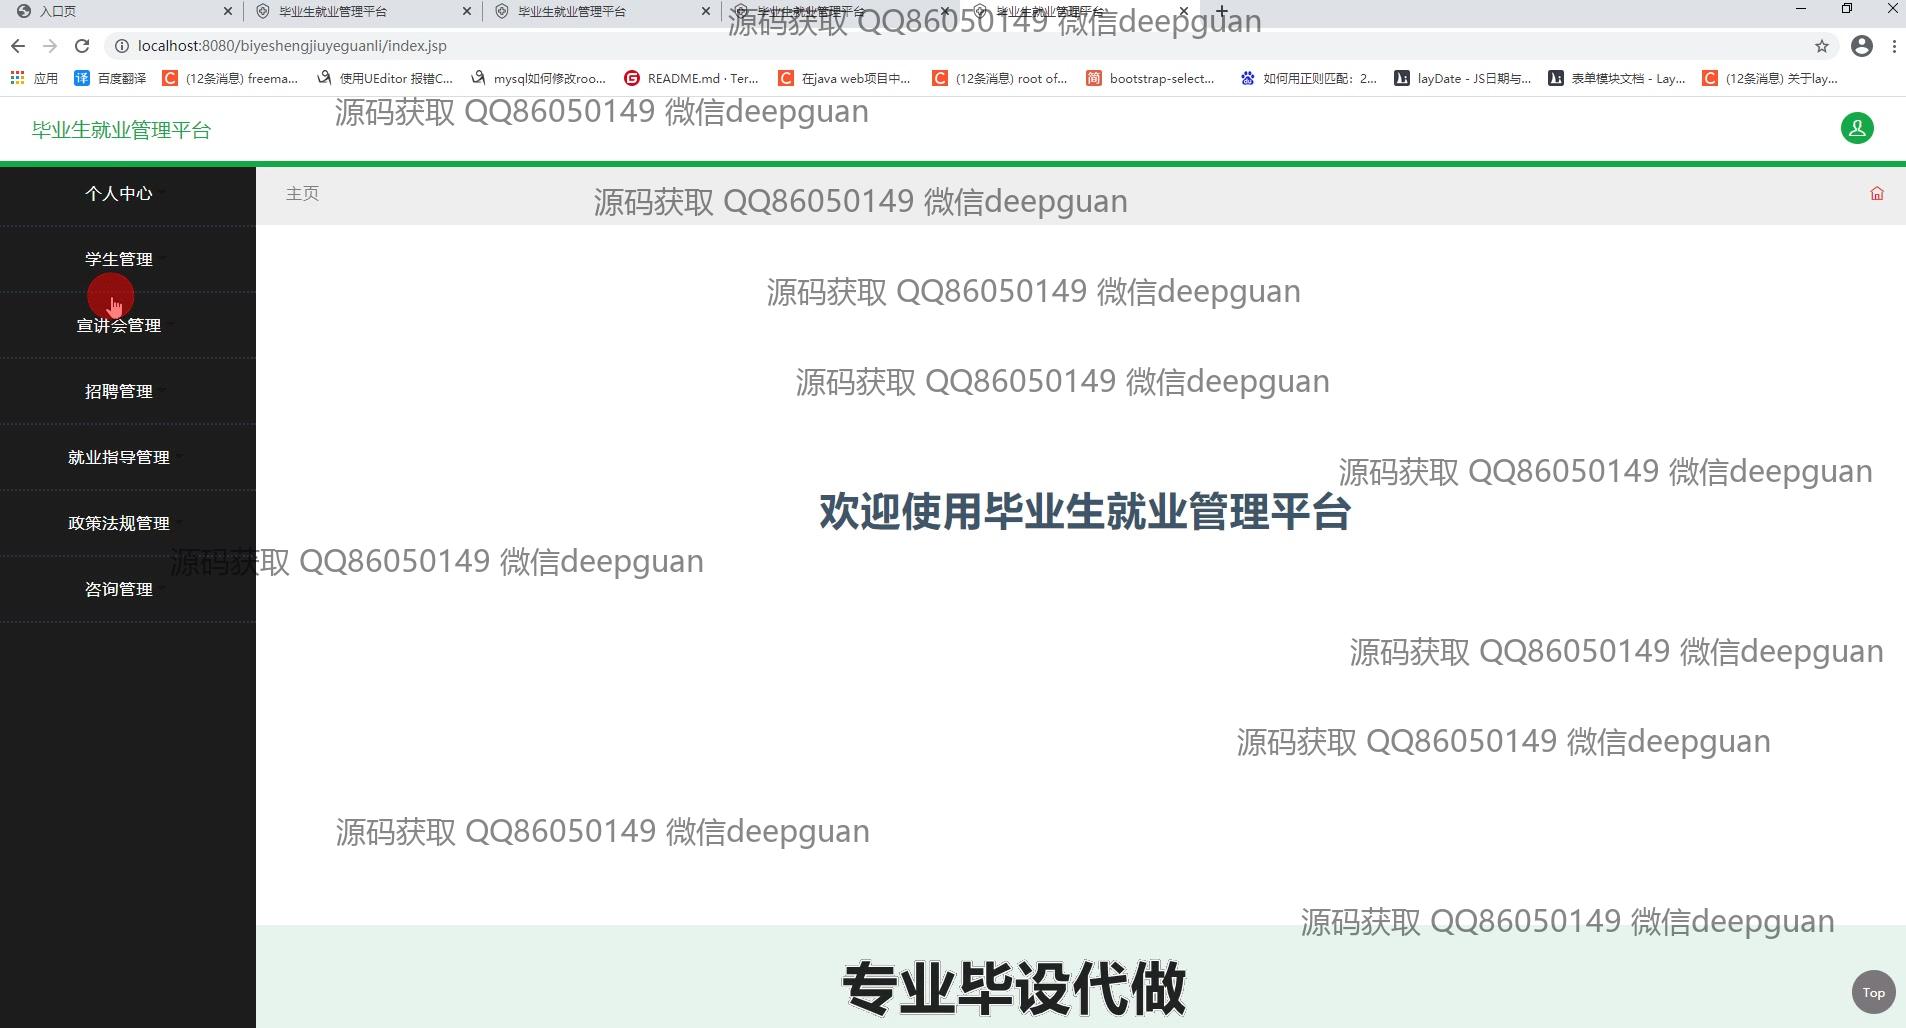 入口页
毕业生就业管理平台
毕业生就业管理平台
毕业生就业管理平台
毕业生就业管理平台
源码获取 QQ86050149 微信deepguan
localhost:8080/biyeshengjiuyeguanli/index.jsp
应用
百度翻译
(12条消息) freema...
使用UEditor 报错C...
mysql如何修改roo...
README.md · Ter...
在java web项目中...
(12条消息) root of...
bootstrap-select...
如何用正则匹配：2...
layDate - JS日期与...
表单模块文档 - Lay...
(12条消息) 关于lay...
源码获取 QQ86050149 微信deepguan
毕业生就业管理平台
个人中心
主页
源码获取 QQ86050149 微信deepguan
学生管理
源码获取 QQ86050149 微信deepguan
宣讲会管理
招聘管理
源码获取 QQ86050149 微信deepguan
就业指导管理
源码获取 QQ86050149 微信deepguan
欢迎使用毕业生就业管理平台
政策法规管理
源码获取 QQ86050149 微信deepguan
咨询管理
源码获取 QQ86050149 微信deepguan
源码获取 QQ86050149 微信deepguan
源码获取 QQ86050149 微信deepguan
源码获取 QQ86050149 微信deepguan
专业毕设代做
Top